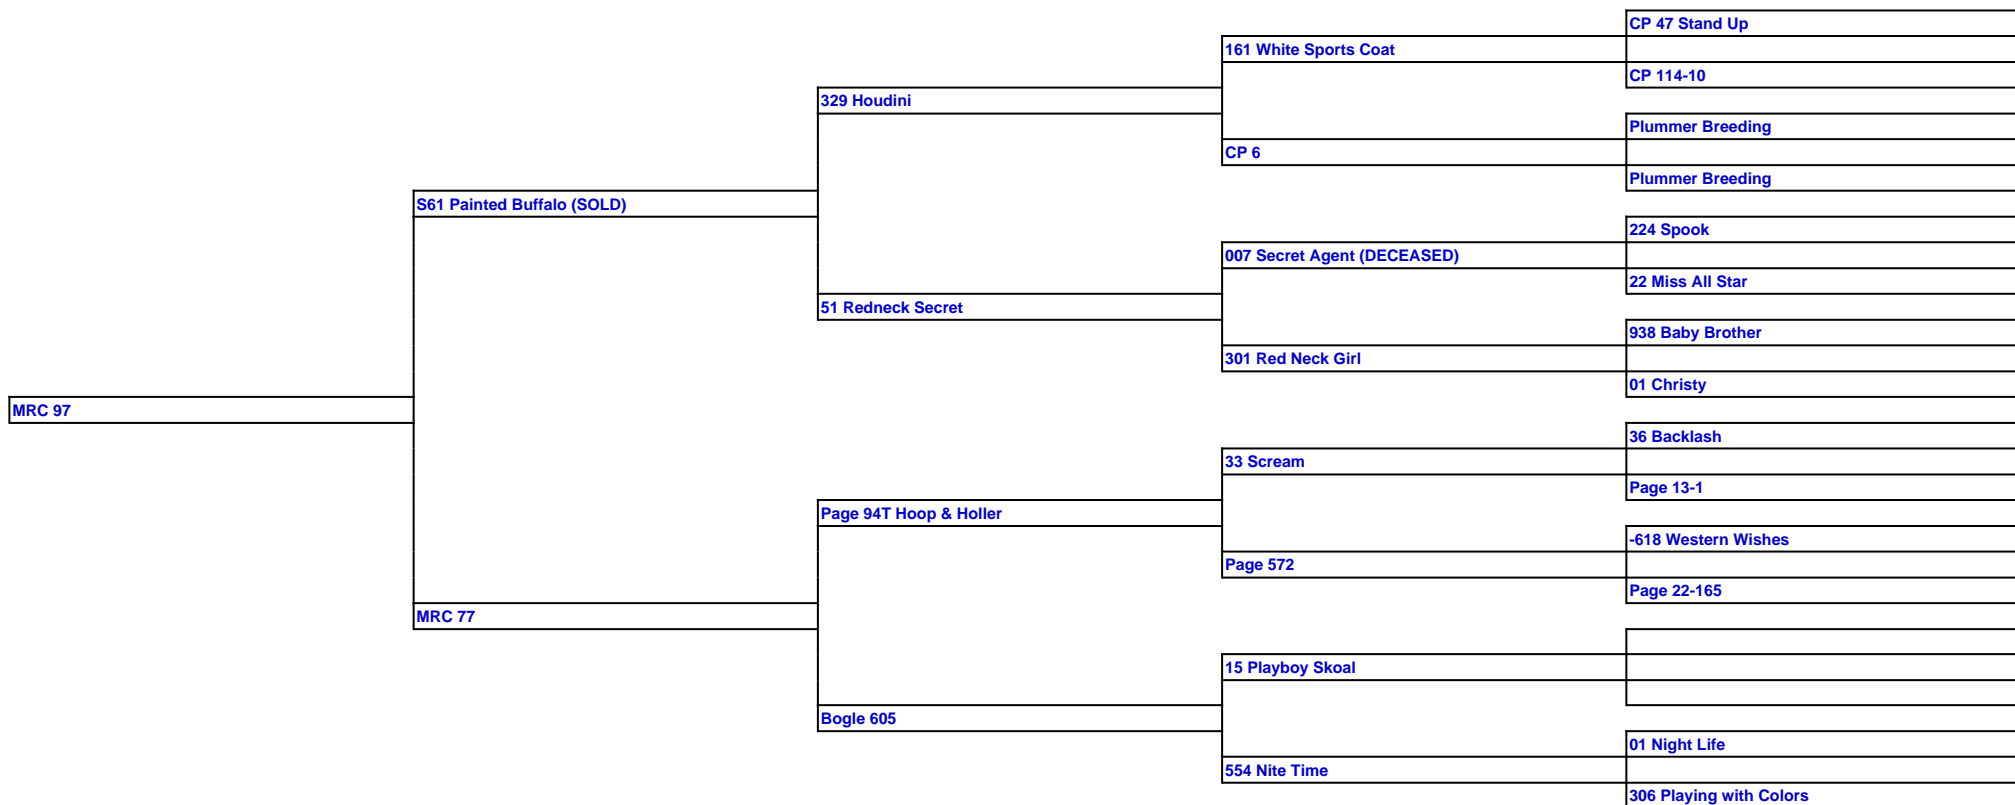 CP 47 Stand Up
161 White Sports Coat
CP 114-10
329 Houdini
Plummer Breeding
CP 6
Plummer Breeding
S61 Painted Buffalo (SOLD)
224 Spook
007 Secret Agent (DECEASED)
22 Miss All Star
51 Redneck Secret
938 Baby Brother
301 Red Neck Girl
01 Christy
MRC 97
36 Backlash
33 Scream
Page 13-1
Page 94T Hoop & Holler
-618 Western Wishes
Page 572
Page 22-165
MRC 77
15 Playboy Skoal
Bogle 605
01 Night Life
554 Nite Time
306 Playing with Colors